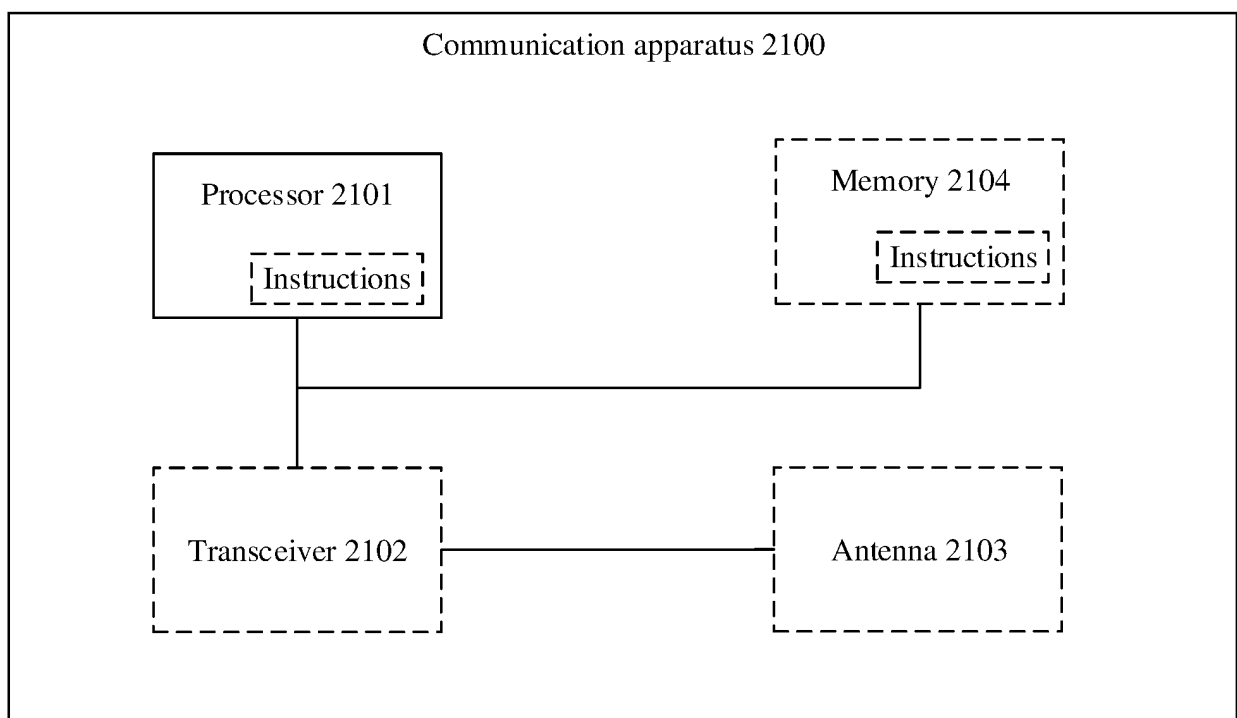 Communication apparatus 2100
Processor 2101
Instructions
Memory 2104
Instructions
Transceiver 2102
Antenna 2103